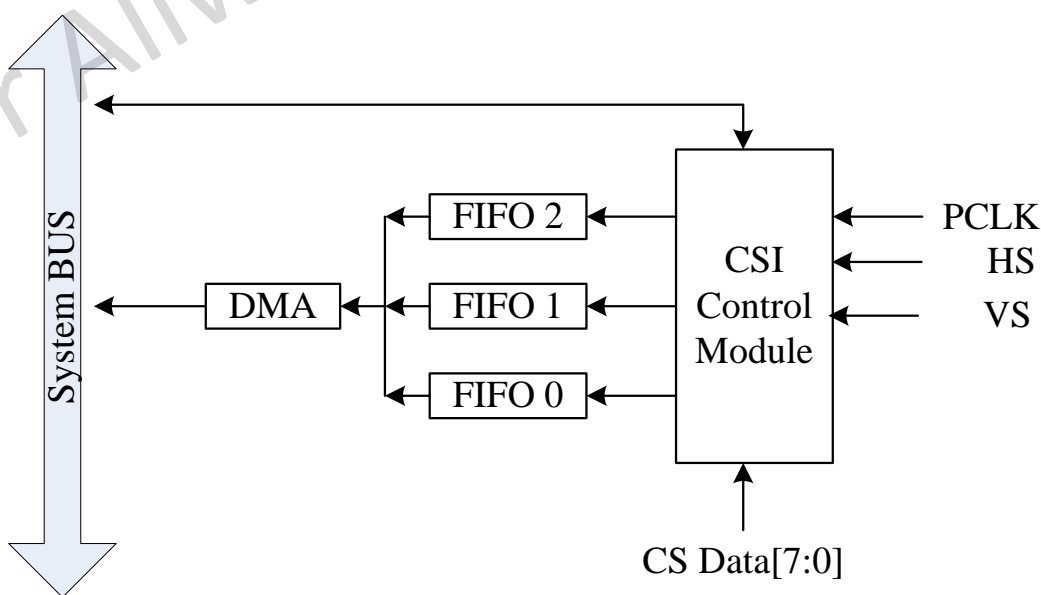 PCLK
FIFO 2
HS
CSI
Control
Module
System BUS
DMA
FIFO 1
VS
FIFO 0
CS Data[7:0]